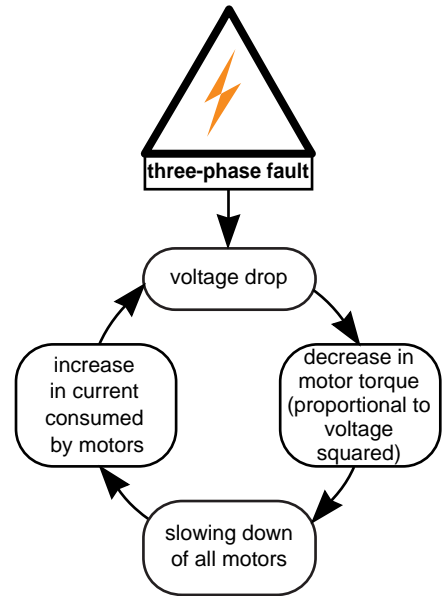 three-phase fault
voltage drop
decrease in
motor torque
(proportional to
voltage
squared)
slowing down
of all motors
increase
in current
consumed
by motors